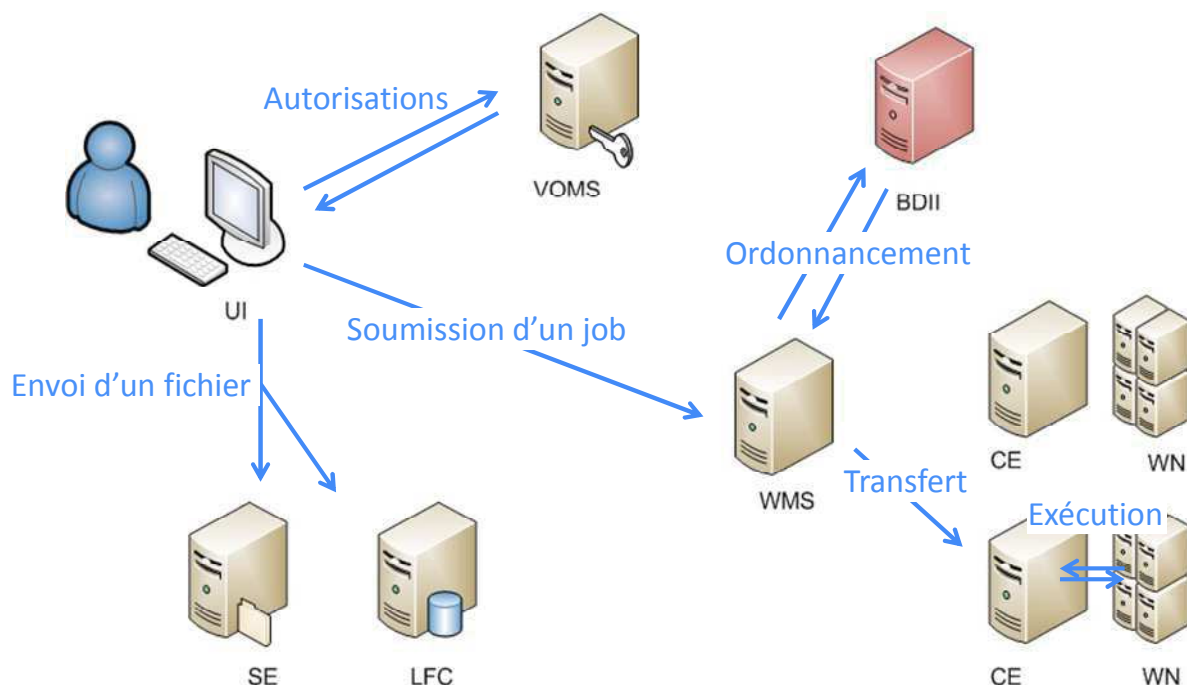 Autorisations
VOMS
BDII
Ordonnancement
UI
Soumission d'un job
Envoi d'un fichier
CE
WN
WMS
Transfert
Exécution
SE
LFC
CE
WN